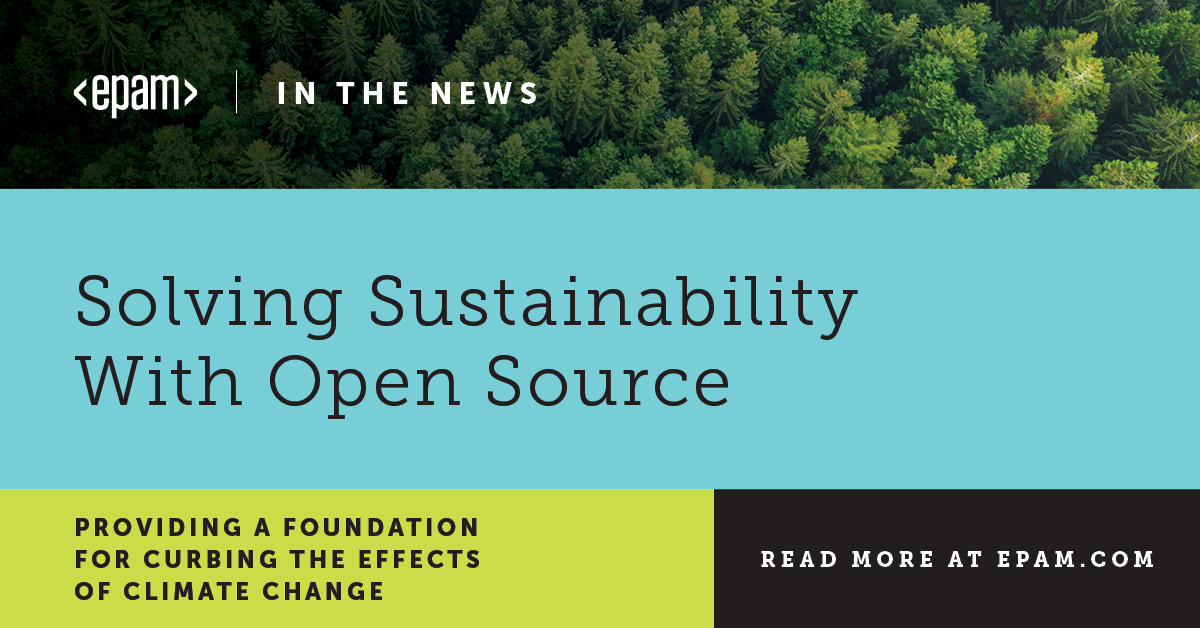 <epam> | IN THE NEWS
Solving Sustainability
With Open Source
PROVIDING A FOUNDATION
FOR CURBING THE EFFECTS
OF CLIMATE CHANGE
READ MORE AT EPAM.COM